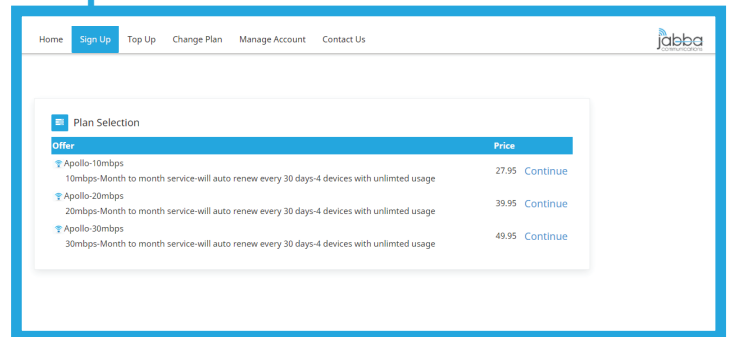 Home Sign Up Top Up Change Plan Manage Account Contact Us
jabba
communications
Plan Selection
Offer Price
Apollo-10mbps
10mbps-Month to month service-will auto renew every 30 days-4 devices with unlimted usage
27.95 Continue
Apollo-20mbps
20mbps-Month to month service-will auto renew every 30 days-4 devices with unlimted usage
39.95 Continue
Apollo-30mbps
30mbps-Month to month service-will auto renew every 30 days-4 devices with unlimted usage
49.95 Continue